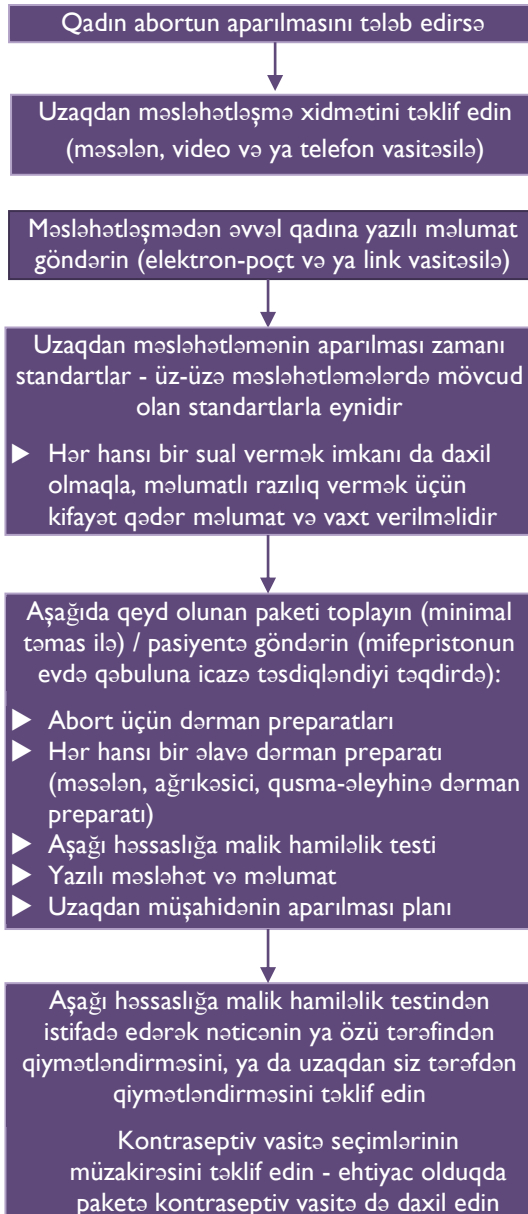 Qadın abortun aparılmasını tələb edirsə
Uzaqdan məsləhətləşmə xidmətini təklif edin
(məsələn, video və ya telefon vasitəsilə)
Məsləhətləşmədən əvvəl qadına yazılı məlumat
göndərin (elektron-poçt və ya link vasitəsilə)
Uzaqdan məsləhətləmənin aparılması zamanı
standartlar - üz-üzə məsləhətləmələrdə mövcud
olan standartlarla eynidir
▶ Hər hansı bir sual vermək imkanı da daxil
olmaqla, məlumatlı razılıq vermək üçün
kifayət qədər məlumat və vaxt verilməlidir
Aşağıda qeyd olunan paketi toplayın (minimal
təmas ilə) / pasiyentə göndərin (mifepristonun
evdə qəbuluna icazə təsdiqləndiyi təqdirdə):
▶ Abort üçün dərman preparatları
▶ Hər hansı bir əlavə dərman preparatı
(məsələn, ağrıkəsici, qusma-əleyhinə dərman
preparatı)
▶ Aşağı həssaslığa malik hamiləlik testi
▶ Yazılı məsləhət və məlumat
▶ Uzaqdan müşahidənin aparılması planı
Aşağı həssaslığa malik hamiləlik testindən
istifadə edərək nəticənin ya özü tərəfindən
qiymətləndirməsini, ya da uzaqdan siz tərəfdən
qiymətləndirməsini təklif edin
Kontraseptiv vasitə seçimlərinin
müzakirəsini təklif edin - ehtiyac olduqda
paketə kontraseptiv vasitə də daxil edin